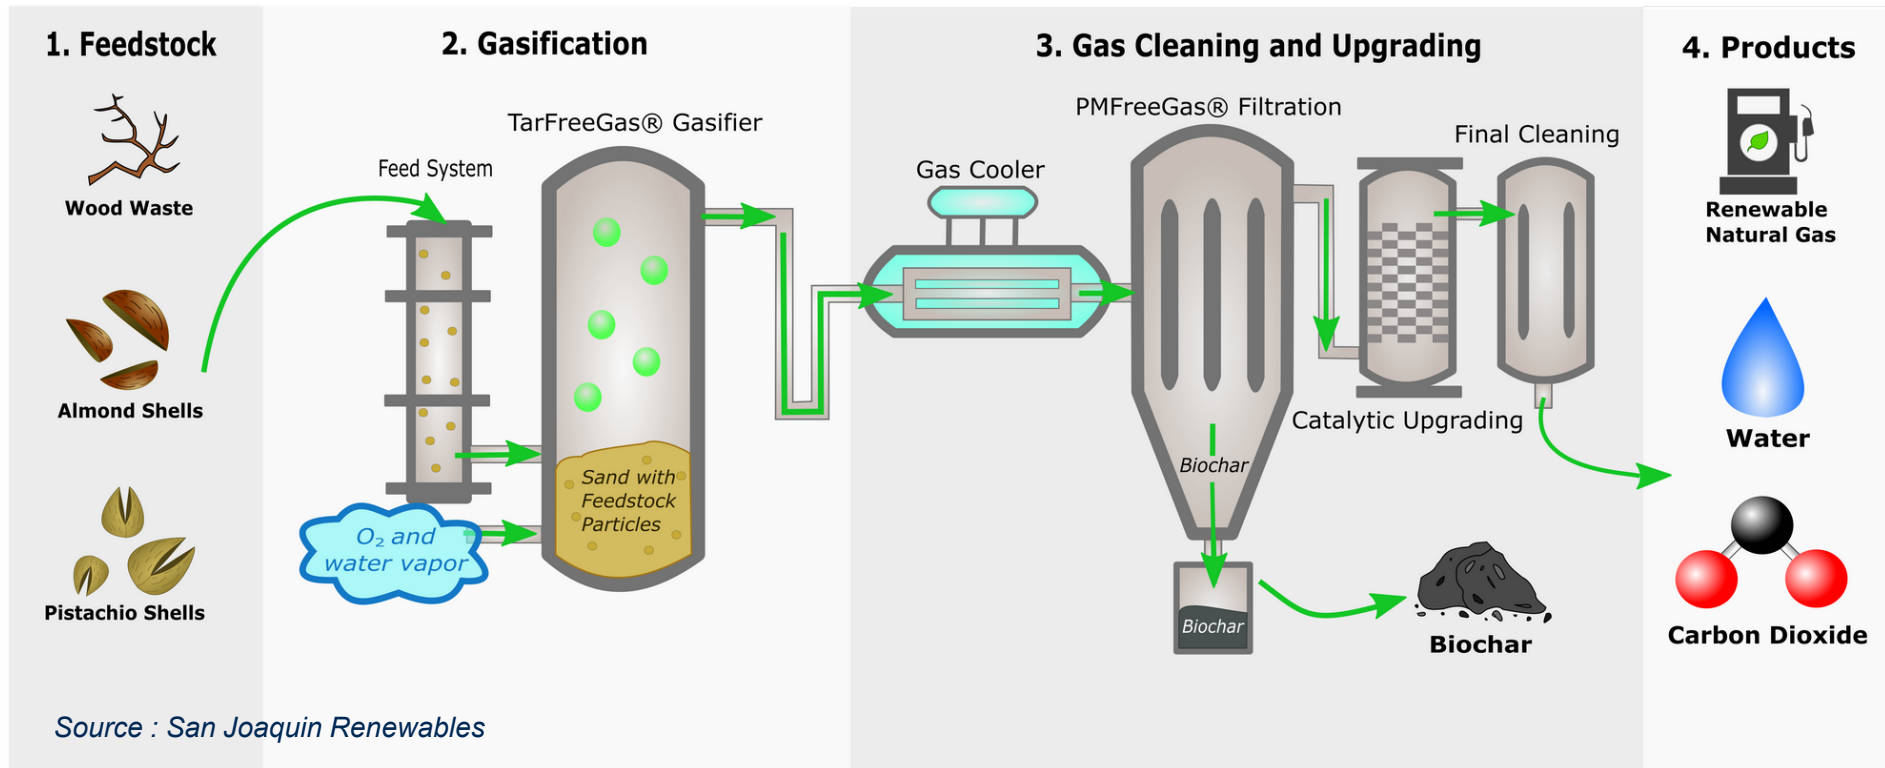 1. Feedstock
Wood Waste
Almond Shells
Pistachio Shells
2. Gasification
TarFreeGas® Gasifier
Feed System
Sand with
Feedstock
Particles
O₂ and
water vapor
3. Gas Cleaning and Upgrading
PMFreeGas® Filtration
Final Cleaning
Gas Cooler
Catalytic Upgrading
Biochar
Biochar
Biochar
4. Products
Renewable
Natural Gas
Water
Carbon Dioxide
Source : San Joaquin Renewables